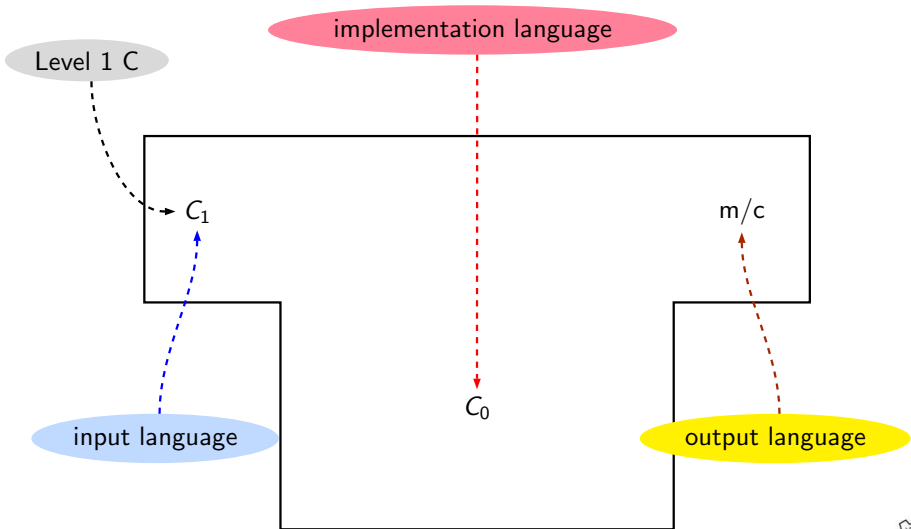 implementation language
Level 1 C
C₁
m/c
C₀
input language
output language